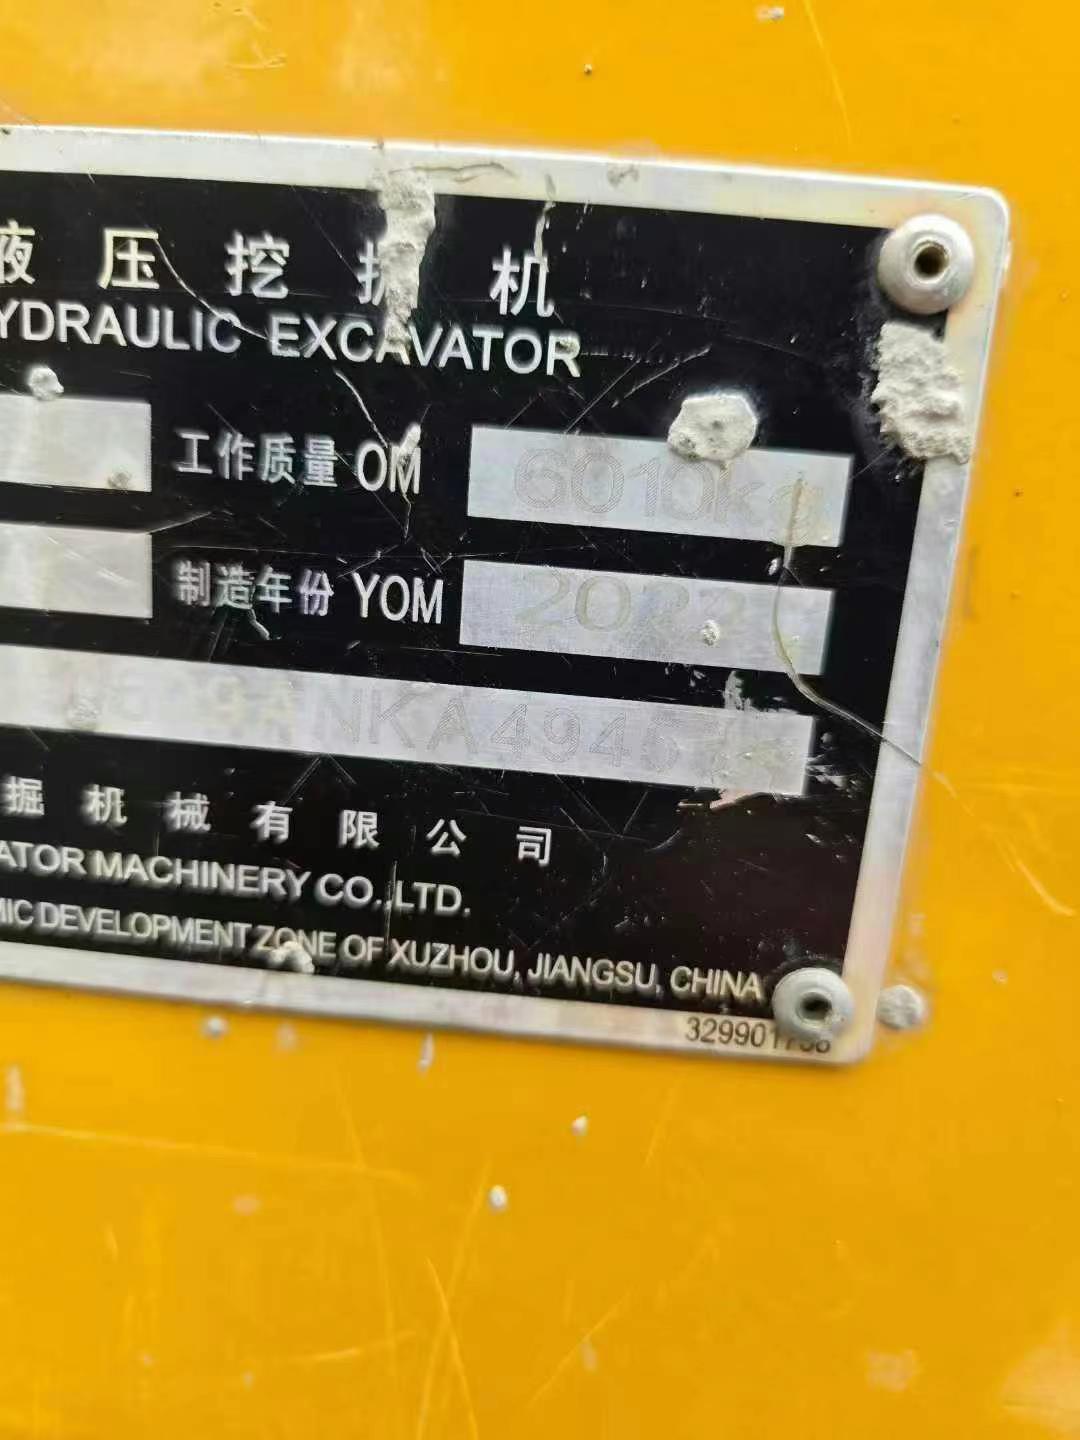 液压挖掘机
YDRAULIC EXCAVATOR
工作质量 OM 6010kg
制造年份 YOM 2022
掘机械有限公司
ATOR MACHINERY CO.,LTD.
MIC DEVELOPMENT ZONE OF XUZHOU, JIANGSU, CHINA